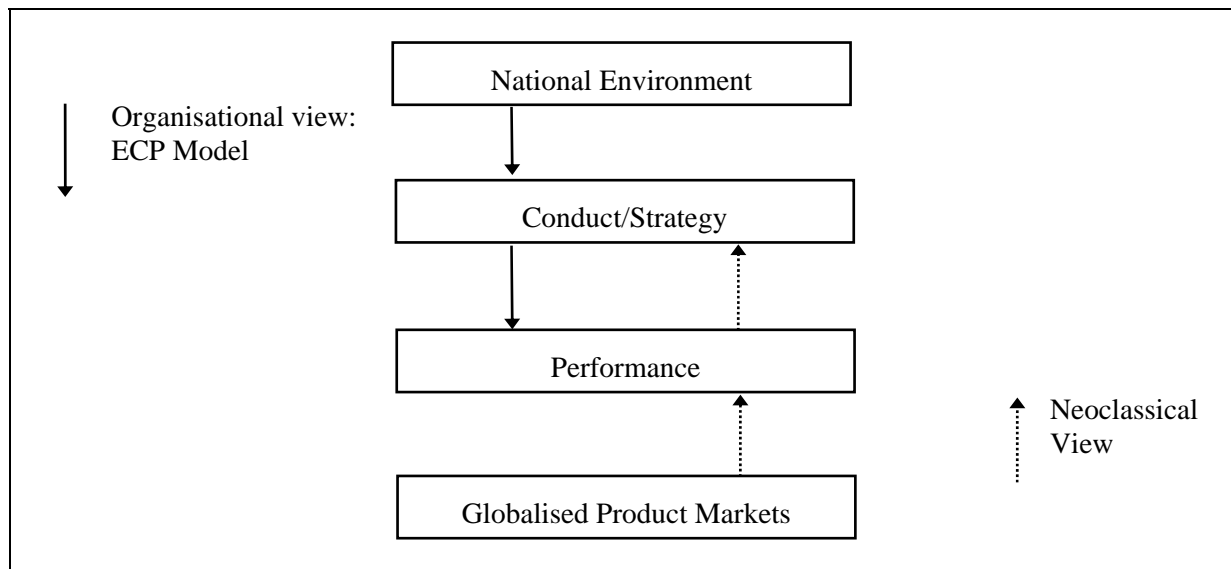 National Environment
Organisational view:
ECP Model
Conduct/Strategy
Performance
Neoclassical
View
Globalised Product Markets